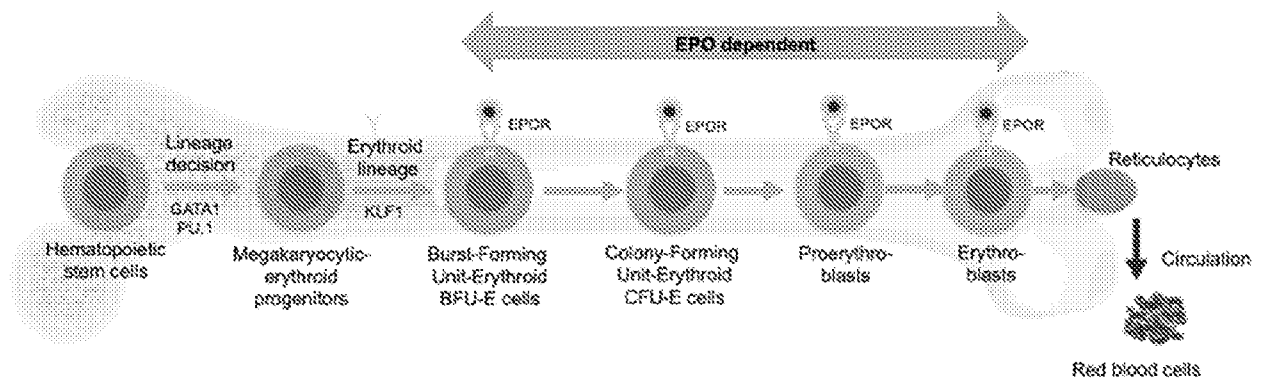 EPO dependent
EPOR
EPOR
EPOR
EPOR
Lineage
decision
GATA1
PU.1
Erythroid
lineage
KLF1
Reticulocytes
Hematopoietic
stem cells
Megakaryocytic-
erythroid
progenitors
Burst-Forming
Unit-Erythroid
BFU-E cells
Colony-Forming
Unit-Erythroid
CFU-E cells
Proerythro-
blasts
Erythro-
blasts
Circulation
Red blood cells